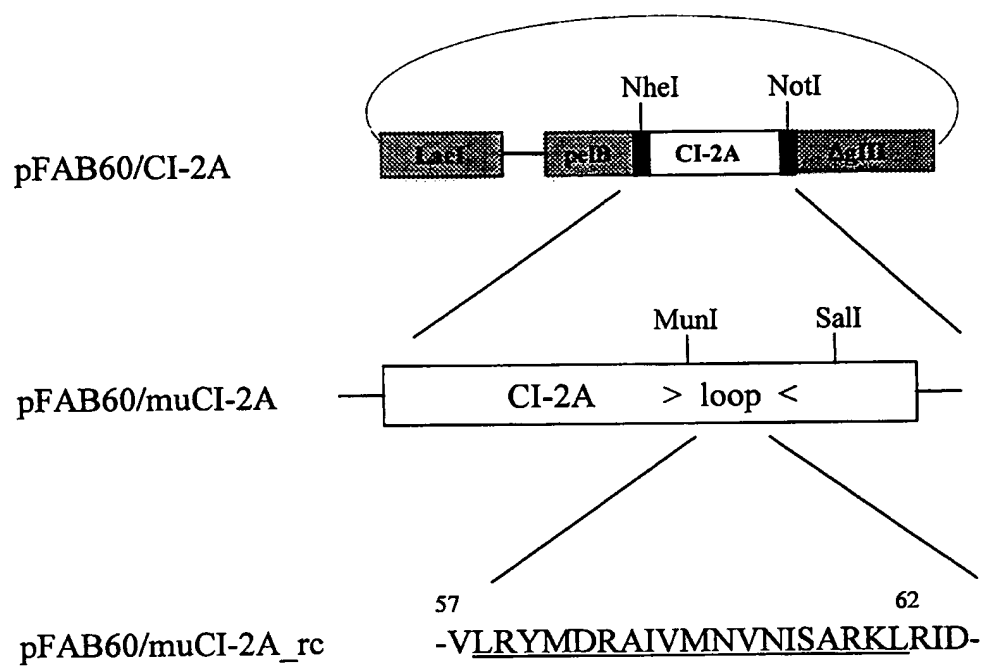 NheI NotI
pFAB60/CI-2A LacI pelB CI-2A ΔgIII
MunI SalI
pFAB60/muCI-2A CI-2A > loop <
57 62
pFAB60/muCI-2A_rc -VLRYMDRAIVMNVNISARKLRID-